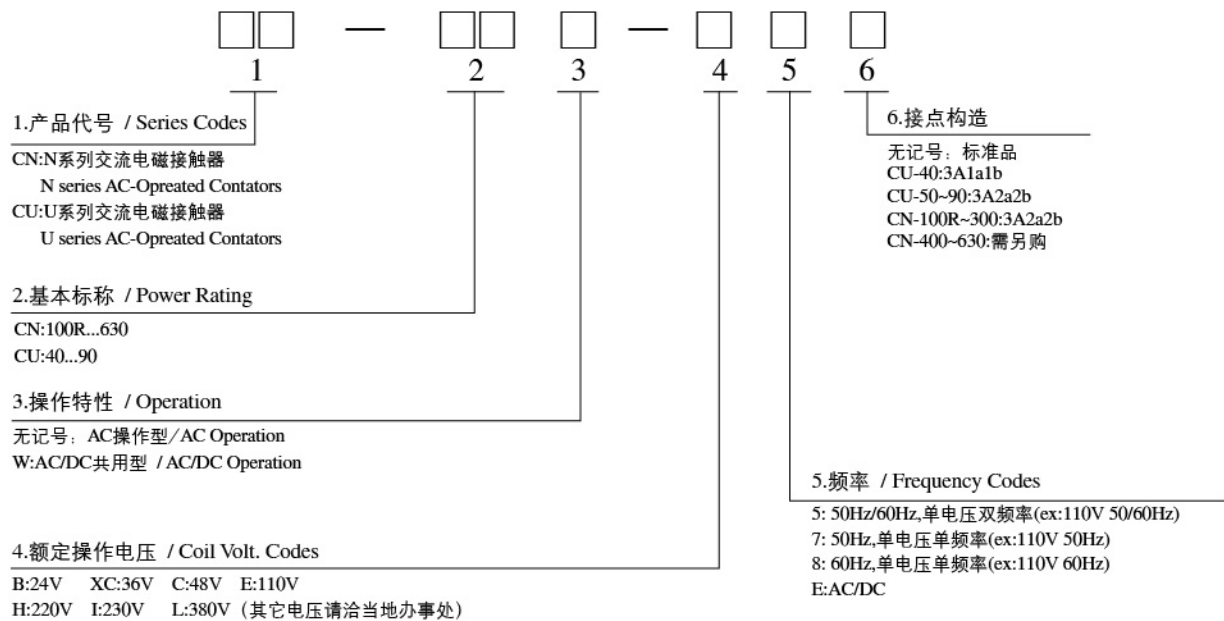 1
2
3
4
5
6
1.产品代号 / Series Codes
CN:N系列交流电磁接触器
N series AC-Opreated Contators
CU:U系列交流电磁接触器
U series AC-Opreated Contators
2.基本标称 / Power Rating
CN:100R...630
CU:40...90
3.操作特性 / Operation
无记号：AC操作型/AC Operation
W:AC/DC共用型 / AC/DC Operation
4.额定操作电压 / Coil Volt. Codes
B:24V XC:36V C:48V E:110V
H:220V I:230V L:380V（其它电压请洽当地办事处）
6.接点构造
无记号：标准品
CU-40:3A1a1b
CU-50~90:3A2a2b
CN-100R~300:3A2a2b
CN-400~630:需另购
5.频率 / Frequency Codes
5: 50Hz/60Hz,单电压双频率(ex:110V 50/60Hz)
7: 50Hz,单电压单频率(ex:110V 50Hz)
8: 60Hz,单电压单频率(ex:110V 60Hz)
E:AC/DC